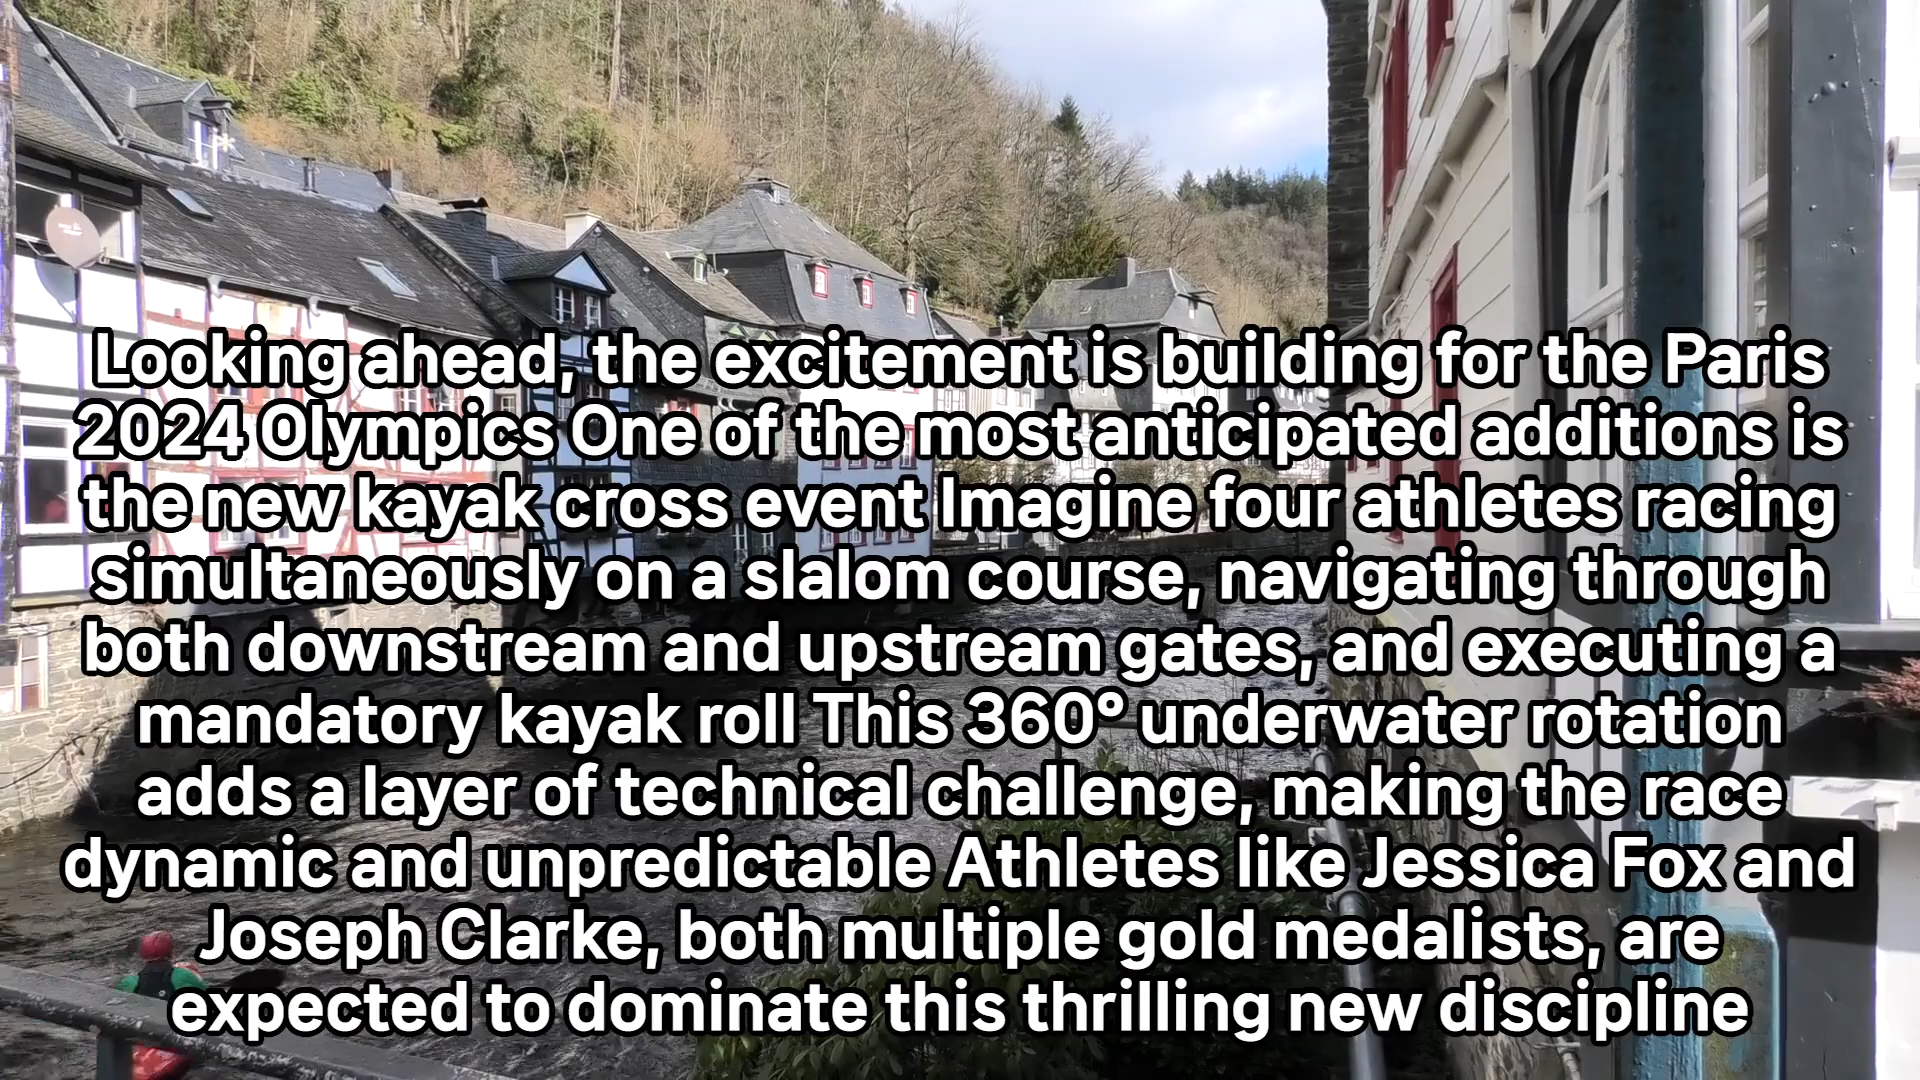 Looking ahead, the excitement is building for the Paris
2024 Olympics One of the most anticipated additions is
the new kayak cross event Imagine four athletes racing
simultaneously on a slalom course, navigating through
both downstream and upstream gates, and executing a
mandatory kayak roll This 360° underwater rotation
adds a layer of technical challenge, making the race
dynamic and unpredictable Athletes like Jessica Fox and
Joseph Clarke, both multiple gold medalists, are
expected to dominate this thrilling new discipline